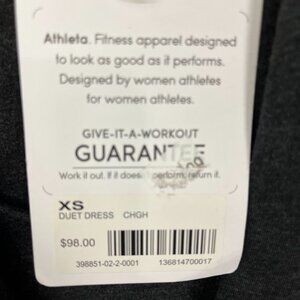 Athleta. Fitness apparel designed
to look as good as it performs.
Designed by women athletes
for women athletes.
GIVE-IT-A-WORKOUT
GUARANTEE
Work it out. If it doesn't perform, return it.
XS
DUET DRESS CHGH
$98.00
398851-02-2-0001 136814700017